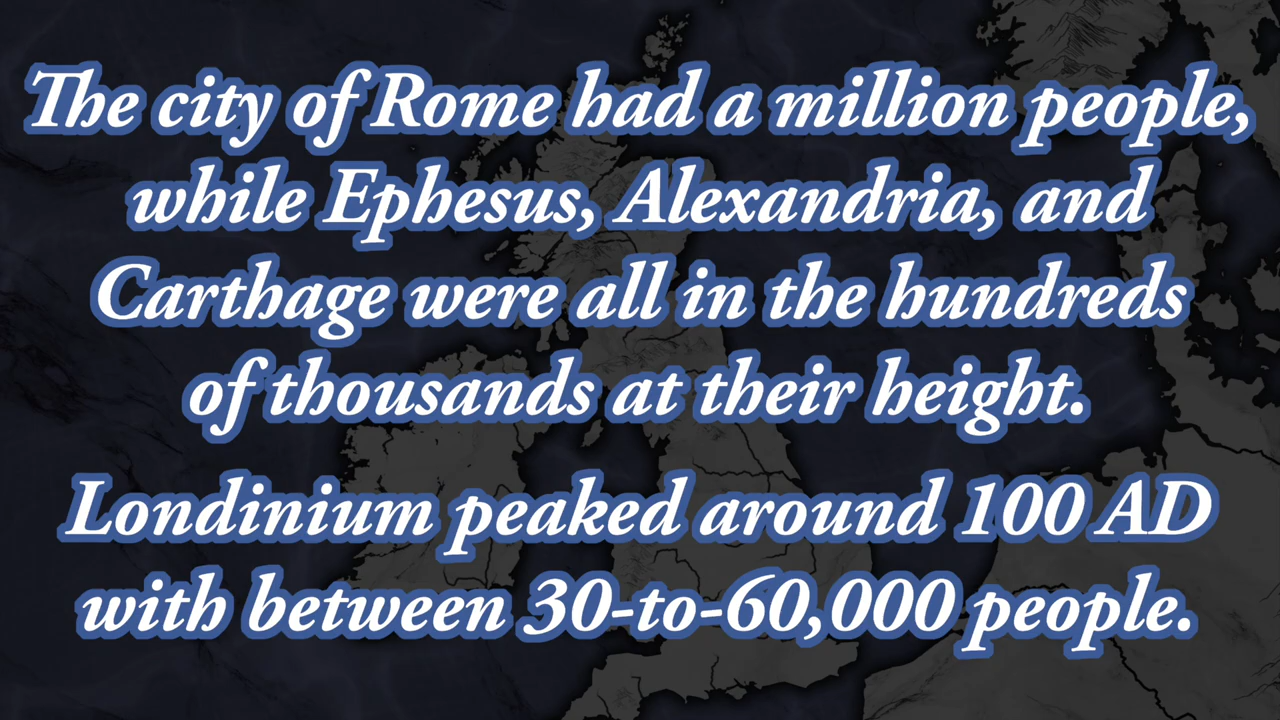 The city of Rome had a million people,
while Ephesus, Alexandria, and
Carthage were all in the hundreds
of thousands at their height.
Londinium peaked around 100 AD
with between 30-to-60,000 people.